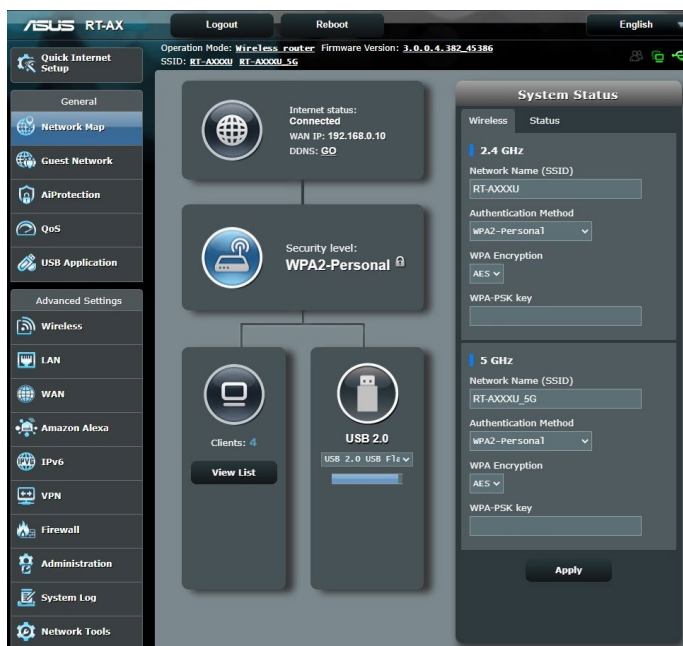 ASUS RT-AX
Logout
Reboot
English
Operation Mode: Wireless router Firmware Version: 3.0.0.4.382_45386
SSID: RT-AXXXU RT-AXXXU_5G
Quick Internet
Setup
General
Network Map
Guest Network
AiProtection
QoS
USB Application
Advanced Settings
Wireless
LAN
WAN
Amazon Alexa
IPv6
VPN
Firewall
Administration
System Log
Network Tools
Internet status:
Connected
WAN IP: 192.168.0.10
DDNS: GO
Security level:
WPA2-Personal
Clients: 4
View List
USB 2.0
USB 2.0 USB Fla
System Status
Wireless Status
2.4 GHz
Network Name (SSID)
RT-AXXXU
Authentication Method
WPA2-Personal
WPA Encryption
AES
WPA-PSK key
5 GHz
Network Name (SSID)
RT-AXXXU_5G
Authentication Method
WPA2-Personal
WPA Encryption
AES
WPA-PSK key
Apply